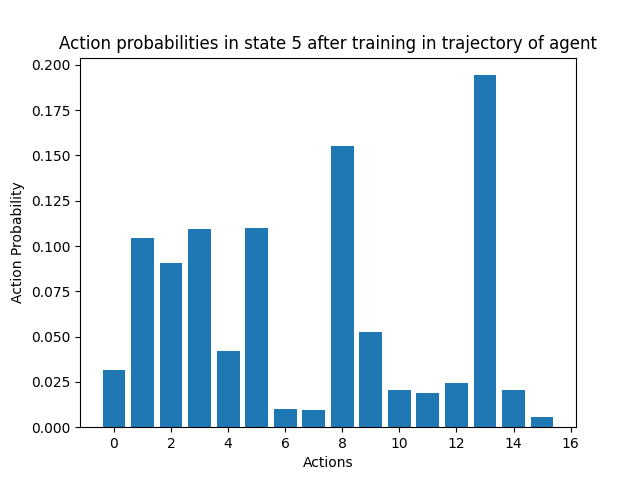 Action probabilities in state 5 after training in trajectory of agent
0.200
0.175
0.150
0.125
0.100
0.075
0.050
0.025
0.000
Action Probability
0 2 4 6 8 10 12 14 16
Actions